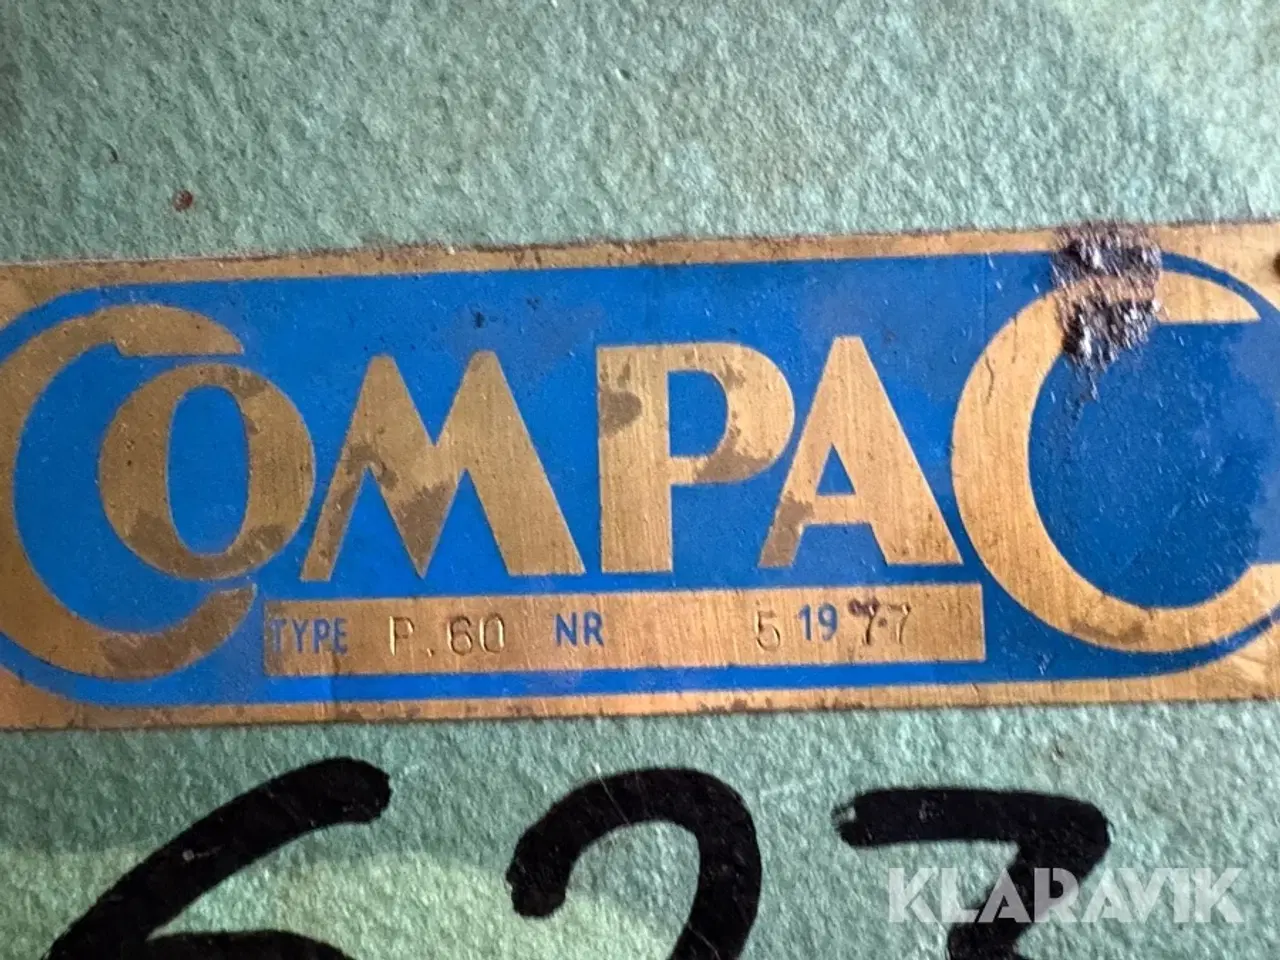 COMPAC
TYPE P.60 NR 5 1977
623
KLARAVIK